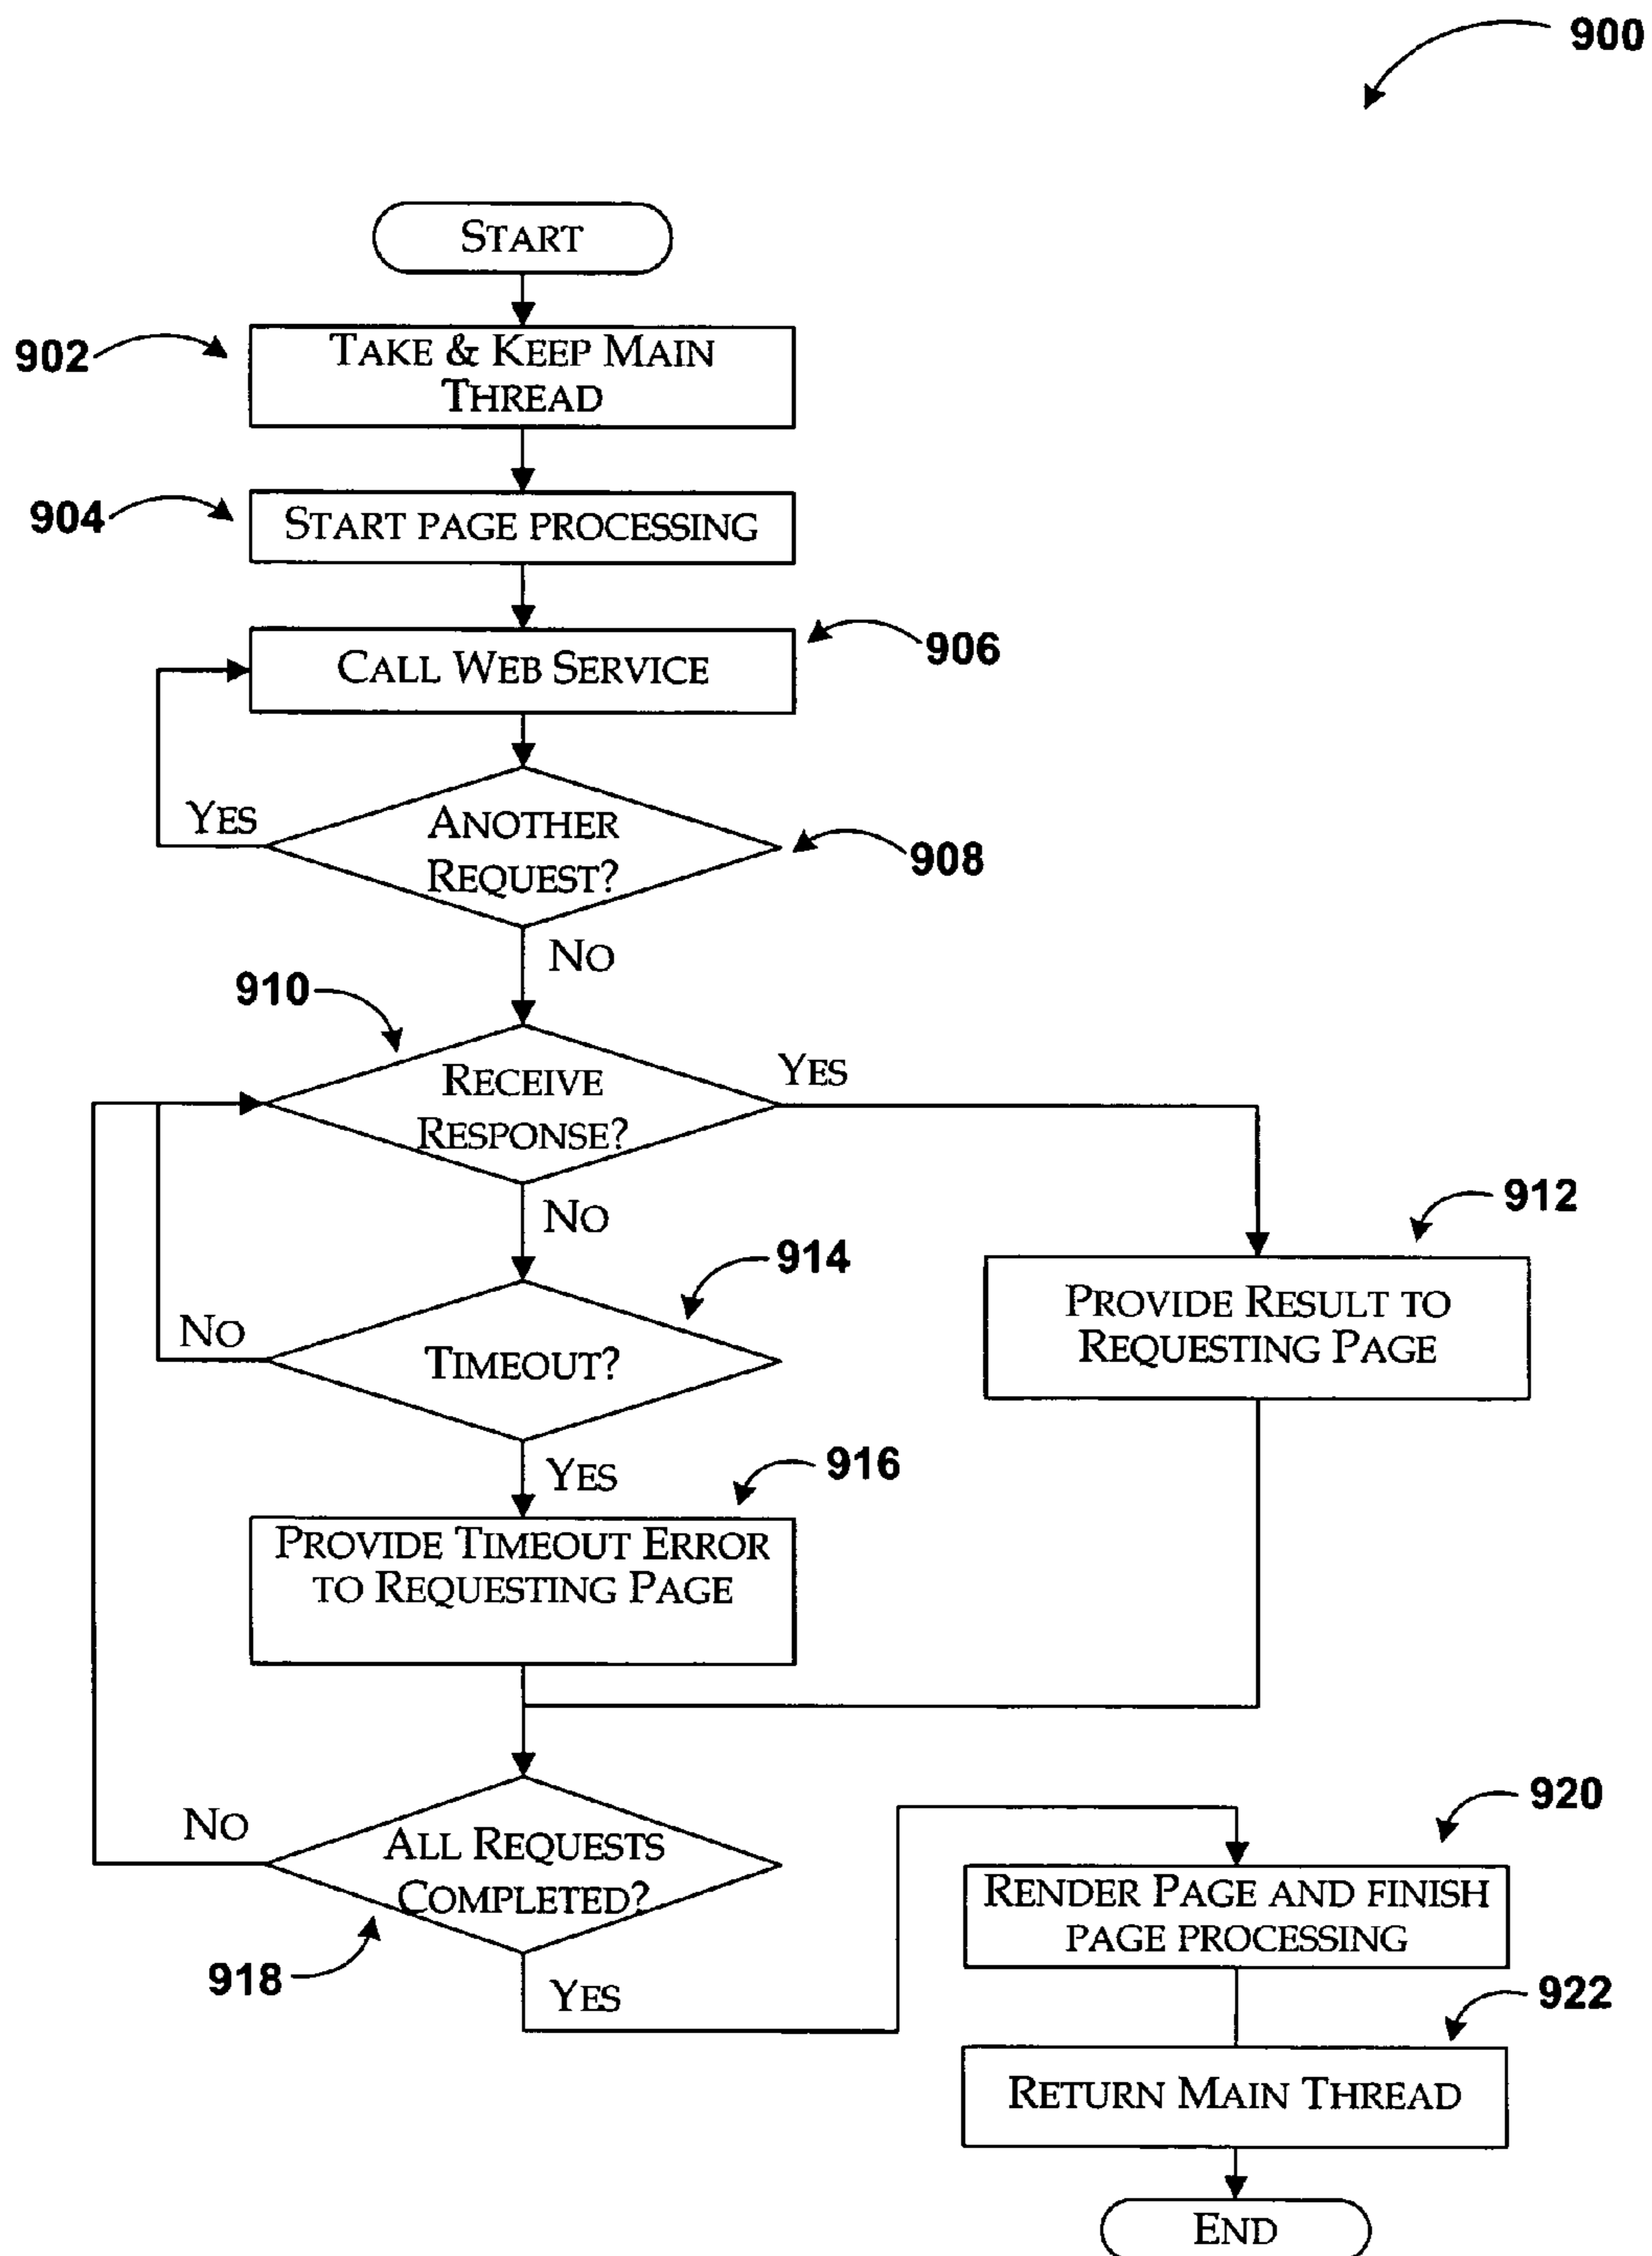 900
START
902
TAKE & KEEP MAIN
THREAD
904
START PAGE PROCESSING
906
CALL WEB SERVICE
YES
ANOTHER
REQUEST?
908
NO
910
RECEIVE
RESPONSE?
YES
NO
912
914
PROVIDE RESULT TO
REQUESTING PAGE
NO
TIMEOUT?
YES
916
PROVIDE TIMEOUT ERROR
TO REQUESTING PAGE
NO
ALL REQUESTS
COMPLETED?
918
YES
920
RENDER PAGE AND FINISH
PAGE PROCESSING
922
RETURN MAIN THREAD
END